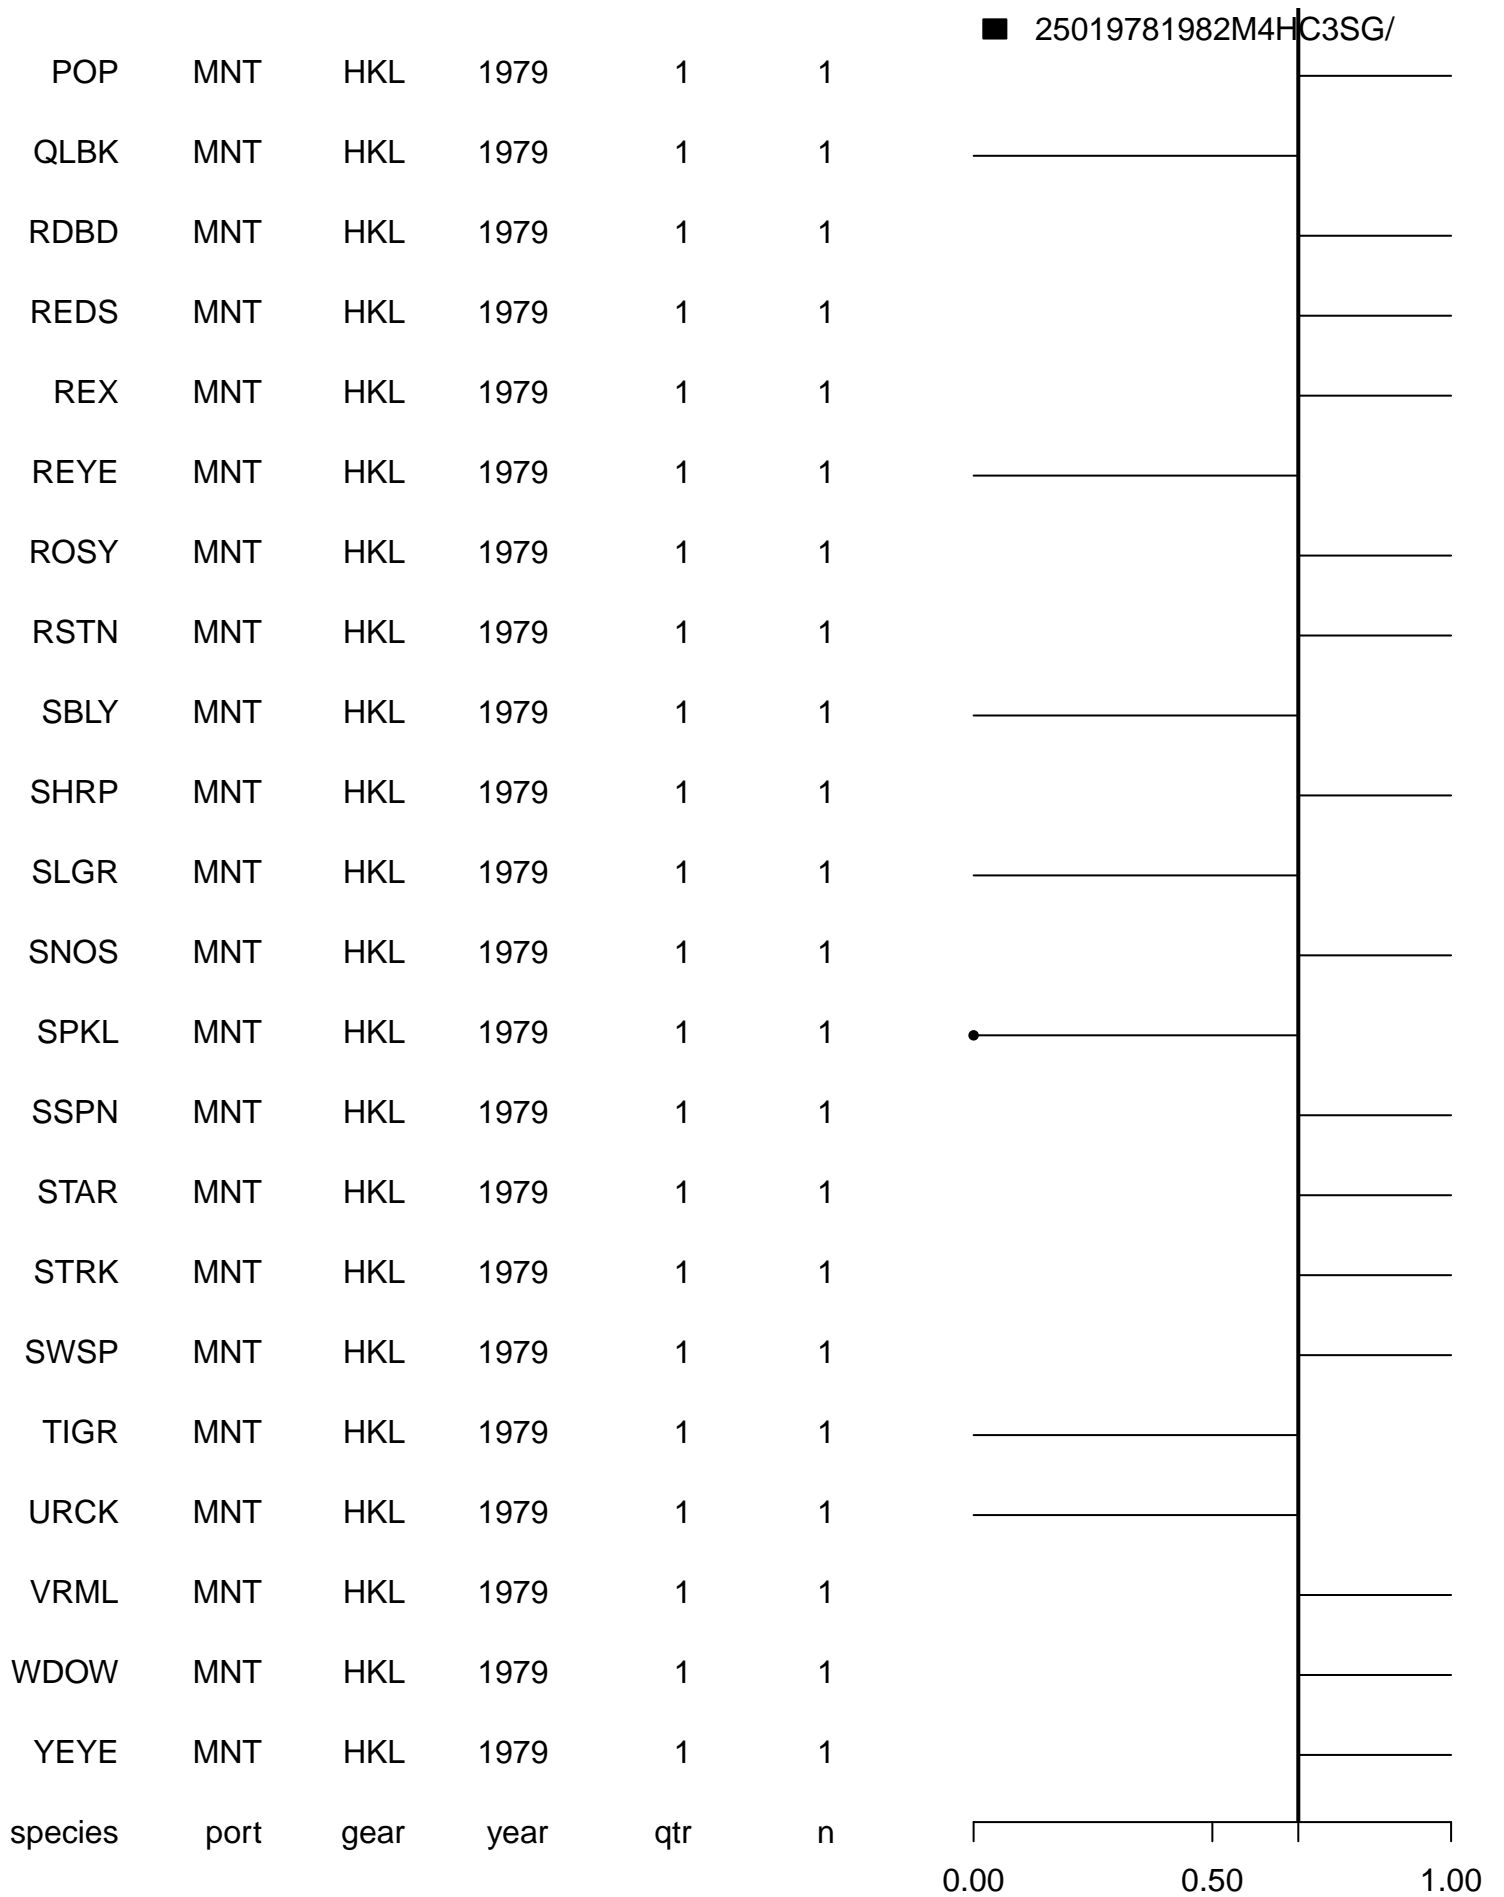 25019781982M4HC3SG/
POP MNT HKL 1979 1 1
QLBK MNT HKL 1979 1 1
RDBD MNT HKL 1979 1 1
REDS MNT HKL 1979 1 1
REX MNT HKL 1979 1 1
REYE MNT HKL 1979 1 1
ROSY MNT HKL 1979 1 1
RSTN MNT HKL 1979 1 1
SBLY MNT HKL 1979 1 1
SHRP MNT HKL 1979 1 1
SLGR MNT HKL 1979 1 1
SNOS MNT HKL 1979 1 1
SPKL MNT HKL 1979 1 1
SSPN MNT HKL 1979 1 1
STAR MNT HKL 1979 1 1
STRK MNT HKL 1979 1 1
SWSP MNT HKL 1979 1 1
TIGR MNT HKL 1979 1 1
URCK MNT HKL 1979 1 1
VRML MNT HKL 1979 1 1
WDOW MNT HKL 1979 1 1
YEYE MNT HKL 1979 1 1
species port gear year qtr n
0.00 0.50 1.00